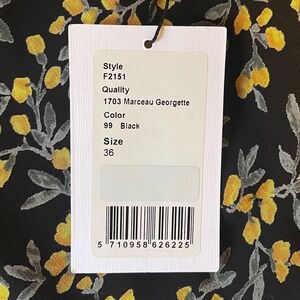 Style
F2151
Quality
1703 Marceau Georgette
Color
99 Black
Size
36
5 710958 626225